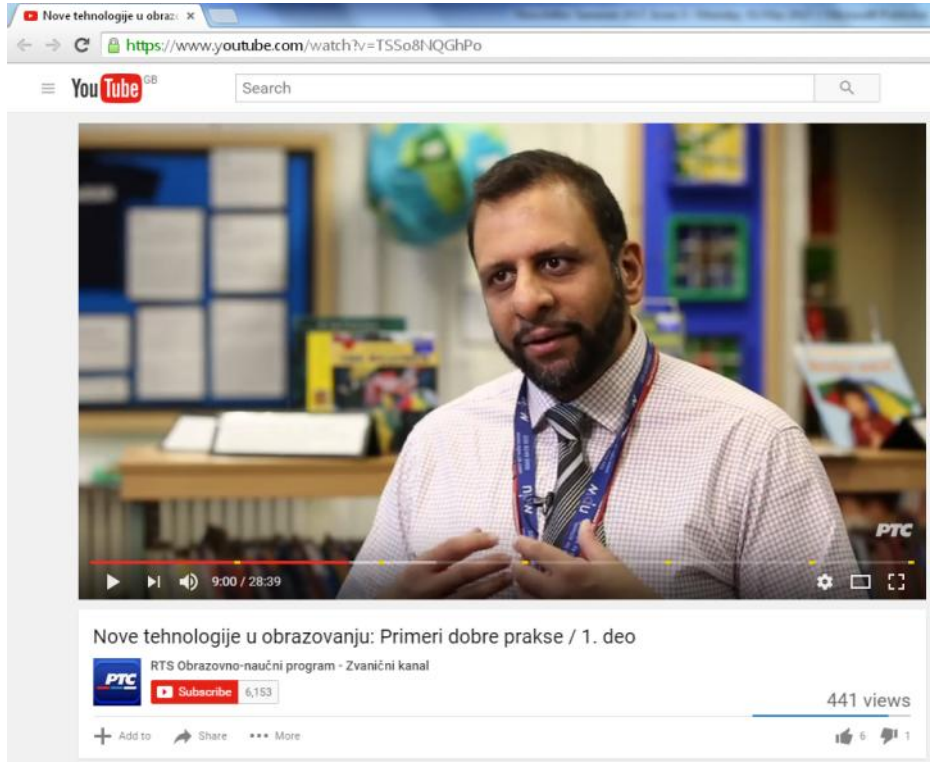 Nove tehnologije u obraz
https://www.youtube.com/watch?v=TSSo8NQGhPo
YouTube GB
Search
РТС
9:00 / 28:39
Nove tehnologije u obrazovanju: Primeri dobre prakse / 1. deo
РТС
RTS Obrazovno-naučni program - Zvanični kanal
Subscribe 6,153
441 views
Add to Share More
6 1